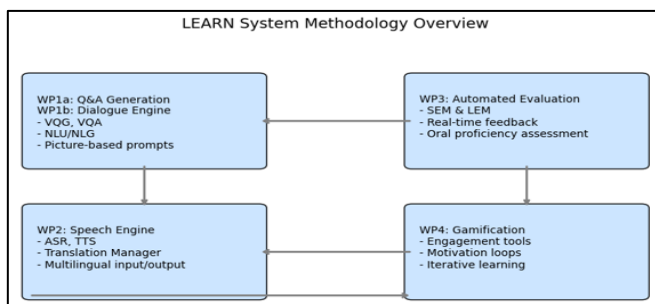 LEARN System Methodology Overview
WP1a: Q&A Generation
WP1b: Dialogue Engine
- VQG, VQA
- NLU/NLG
- Picture-based prompts
WP3: Automated Evaluation
- SEM & LEM
- Real-time feedback
- Oral proficiency assessment
WP2: Speech Engine
- ASR, TTS
- Translation Manager
- Multilingual input/output
WP4: Gamification
- Engagement tools
- Motivation loops
- Iterative learning